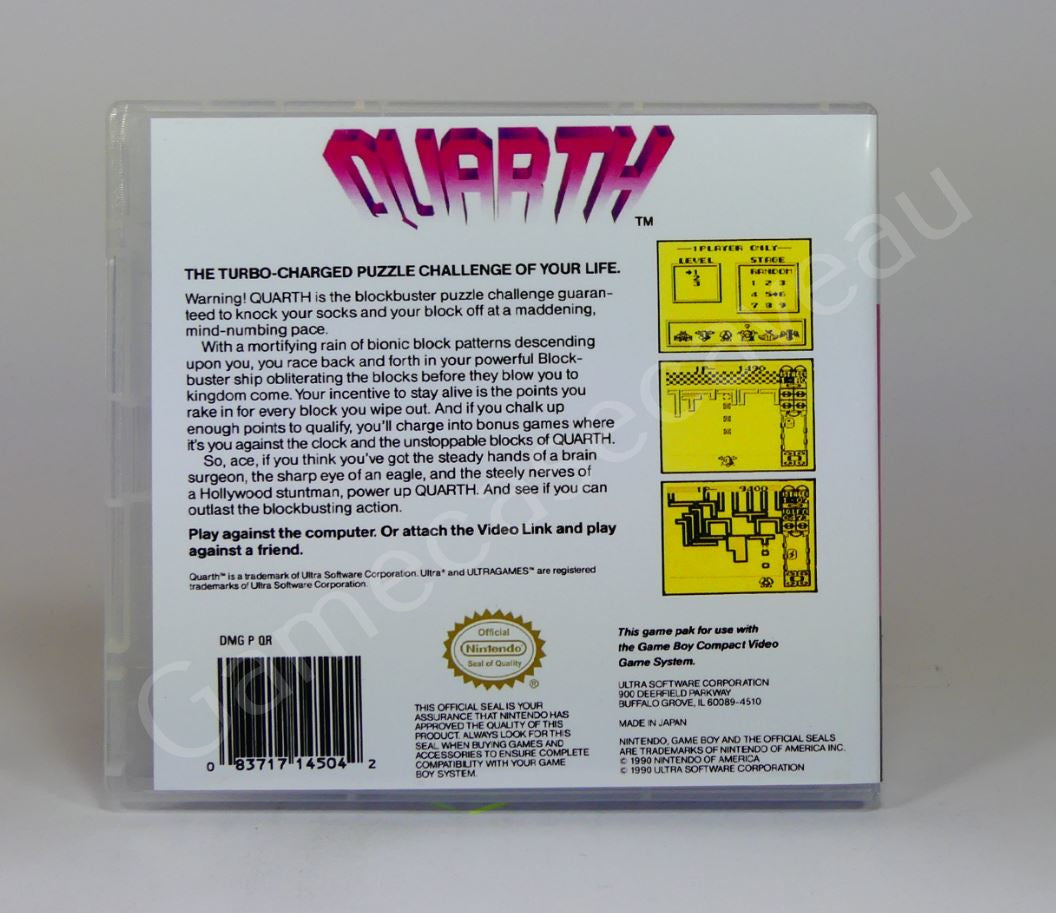 QUARTH
TM
THE TURBO-CHARGED PUZZLE CHALLENGE OF YOUR LIFE.
Warning! QUARTH is the blockbuster puzzle challenge guaran-
teed to knock your socks and your block off at a maddening,
mind-numbing pace.
With a mortifying rain of bionic block patterns descending
upon you, you race back and forth in your powerful Block-
buster ship obliterating the blocks before they blow you to
kingdom come. Your incentive to stay alive is the points you
rake in for every block you wipe out. And if you chalk up
enough points to qualify, you'll charge into bonus games where
it's you against the clock and the unstoppable blocks of QUARTH.
So, ace, if you think you've got the steady hands of a brain
surgeon, the sharp eye of an eagle, and the steely nerves of
a Hollywood stuntman, power up QUARTH. And see if you can
outlast the blockbusting action.
Play against the computer. Or attach the Video Link and play
against a friend.
Quarth™ is a trademark of Ultra Software Corporation. Ultra® and ULTRAGAMES™ are registered
trademarks of Ultra Software Corporation.
1 PLAYER ONLY
LEVEL STAGE
1 RANDOM
2 1 2 3
3 4 5 6
7 8 9
1P- 1400
1P- 9400
DMG P QR
0 83717 14504 2
Official
Nintendo
Seal of Quality
®
THIS OFFICIAL SEAL IS YOUR
ASSURANCE THAT NINTENDO HAS
APPROVED THE QUALITY OF THIS
PRODUCT. ALWAYS LOOK FOR THIS
SEAL WHEN BUYING GAMES AND
ACCESSORIES TO ENSURE COMPLETE
COMPATIBILITY WITH YOUR GAME
BOY SYSTEM.
This game pak for use with
the Game Boy Compact Video
Game System.
ULTRA SOFTWARE CORPORATION
900 DEERFIELD PARKWAY
BUFFALO GROVE, IL 60089-4510
MADE IN JAPAN
NINTENDO, GAME BOY AND THE OFFICIAL SEALS
ARE TRADEMARKS OF NINTENDO OF AMERICA INC.
© 1990 NINTENDO OF AMERICA
© 1990 ULTRA SOFTWARE CORPORATION